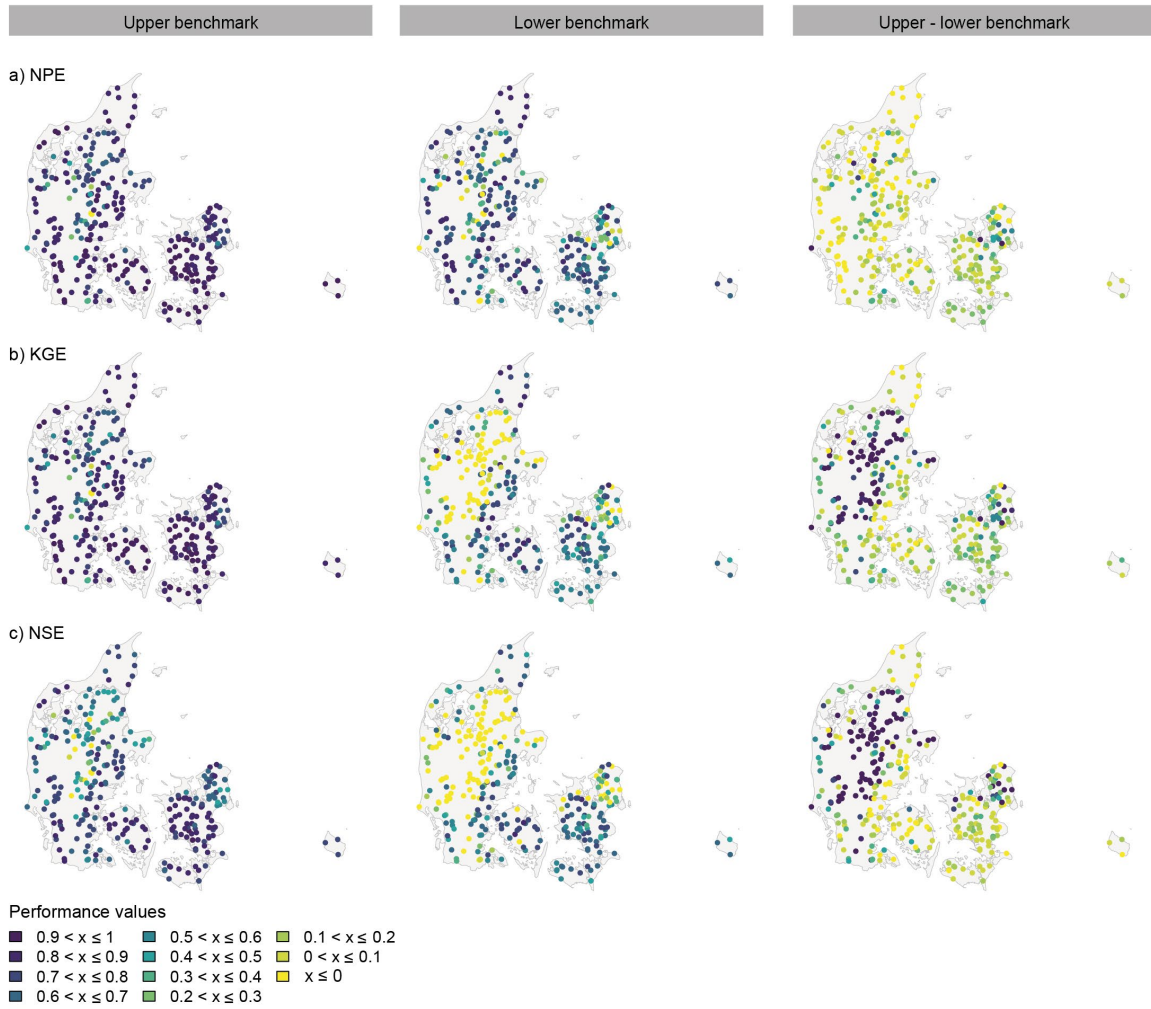 Upper benchmark
Lower benchmark
Upper - lower benchmark
a) NPE
b) KGE
c) NSE
Performance values
0.9 < x ≤ 1
0.8 < x ≤ 0.9
0.7 < x ≤ 0.8
0.6 < x ≤ 0.7
0.5 < x ≤ 0.6
0.4 < x ≤ 0.5
0.3 < x ≤ 0.4
0.2 < x ≤ 0.3
0.1 < x ≤ 0.2
0 < x ≤ 0.1
x ≤ 0